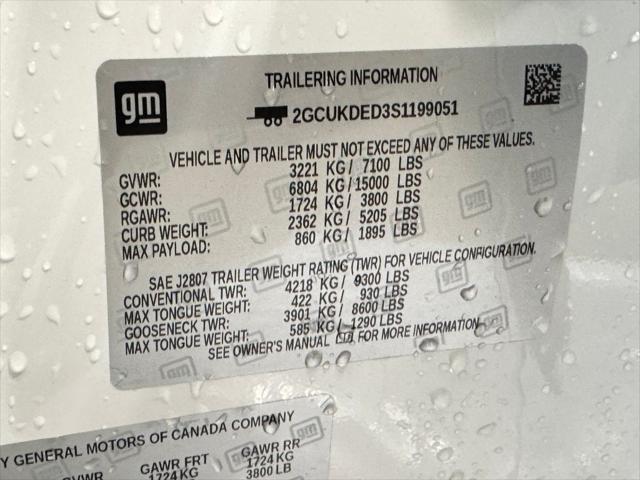 gm
TRAILERING INFORMATION
2GCUKDED3S1199051
VEHICLE AND TRAILER MUST NOT EXCEED ANY OF THESE VALUES.
GVWR: 3221 KG/ 7100 LBS
GCWR: 6804 KG/ 15000 LBS
RGAWR: 1724 KG/ 3800 LBS
CURB WEIGHT: 2362 KG/ 5205 LBS
MAX PAYLOAD: 860 KG/ 1895 LBS
SAE J2807 TRAILER WEIGHT RATING (TWR) FOR VEHICLE CONFIGURATION.
CONVENTIONAL TWR: 4218 KG/ 9300 LBS
MAX TONGUE WEIGHT: 422 KG/ 930 LBS
GOOSENECK TWR: 3901 KG/ 8600 LBS
MAX TONGUE WEIGHT: 585 KG/ 1290 LBS
SEE OWNER'S MANUAL FOR MORE INFORMATION
Y GENERAL MOTORS OF CANADA COMPANY
GVWR GAWR FRT GAWR RR
1724 KG 1724 KG
3800 LB